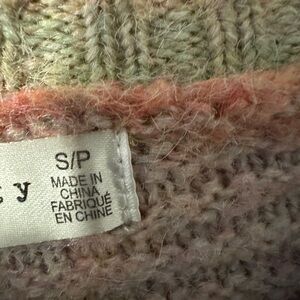 S/P
MADE IN
CHINA
FABRIQUÉ
EN CHINE